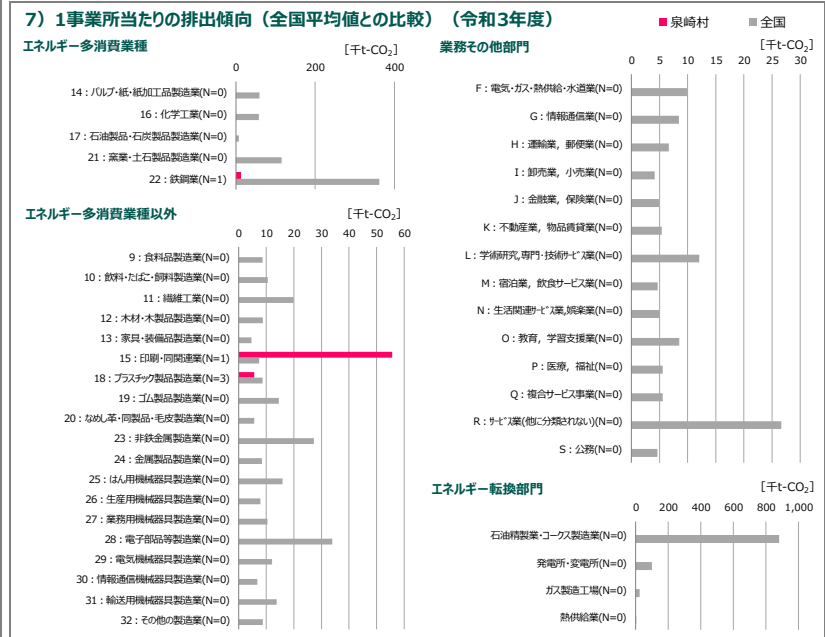 7）1事業所当たりの排出傾向（全国平均値との比較）（令和3年度）
泉崎村 全国
エネルギー多消費業種
[千t-CO₂]
0 200 400
14：パルプ・紙・紙加工品製造業(N=0)
16：化学工業(N=0)
17：石油製品・石炭製品製造業(N=0)
21：窯業・土石製品製造業(N=0)
22：鉄鋼業(N=1)
エネルギー多消費業種以外
[千t-CO₂]
0 10 20 30 40 50 60
9：食料品製造業(N=0)
10：飲料・たばこ・飼料製造業(N=0)
11：繊維工業(N=0)
12：木材・木製品製造業(N=0)
13：家具・装備品製造業(N=0)
15：印刷・同関連業(N=1)
18：プラスチック製品製造業(N=3)
19：ゴム製品製造業(N=0)
20：なめし革・同製品・毛皮製造業(N=0)
23：非鉄金属製造業(N=0)
24：金属製品製造業(N=0)
25：はん用機械器具製造業(N=0)
26：生産用機械器具製造業(N=0)
27：業務用機械器具製造業(N=0)
28：電子部品等製造業(N=0)
29：電気機械器具製造業(N=0)
30：情報通信機械器具製造業(N=0)
31：輸送用機械器具製造業(N=0)
32：その他の製造業(N=0)
業務その他部門
[千t-CO₂]
0 5 10 15 20 25 30
F：電気・ガス・熱供給・水道業(N=0)
G：情報通信業(N=0)
H：運輸業，郵便業(N=0)
I：卸売業，小売業(N=0)
J：金融業，保険業(N=0)
K：不動産業，物品賃貸業(N=0)
L：学術研究,専門・技術サービス業(N=0)
M：宿泊業，飲食サービス業(N=0)
N：生活関連サービス業,娯楽業(N=0)
O：教育，学習支援業(N=0)
P：医療，福祉(N=0)
Q：複合サービス事業(N=0)
R：サービス業(他に分類されない)(N=0)
S：公務(N=0)
エネルギー転換部門
[千t-CO₂]
0 200 400 600 800 1,000
石油精製業・コークス製造業(N=0)
発電所・変電所(N=0)
ガス製造工場(N=0)
熱供給業(N=0)